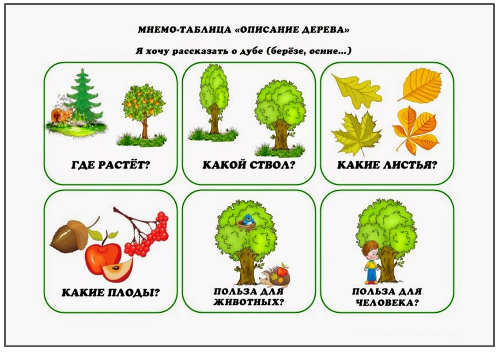 МНЕМО-ТАБЛИЦА «ОПИСАНИЕ ДЕРЕВА»
Я хочу рассказать о дубе (берёзе, осине...)
ГДЕ РАСТЁТ?
КАКОЙ СТВОЛ?
КАКИЕ ЛИСТЬЯ?
КАКИЕ ПЛОДЫ?
ПОЛЬЗА ДЛЯ
ЖИВОТНЫХ?
ПОЛЬЗА ДЛЯ
ЧЕЛОВЕКА?